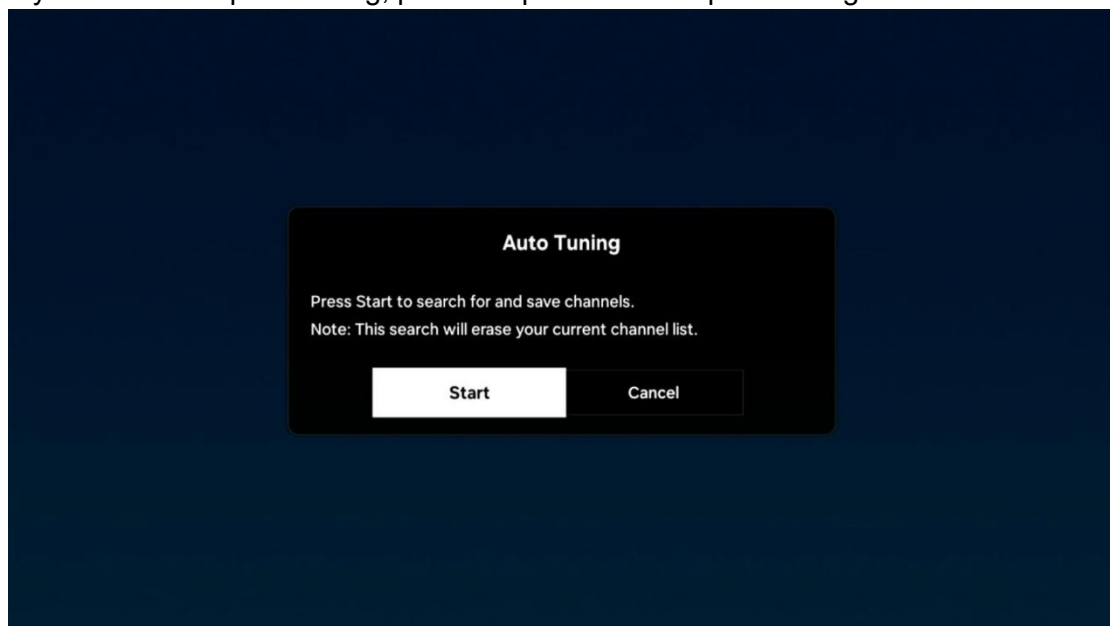 Auto Tuning
Press Start to search for and save channels.
Note: This search will erase your current channel list.
Start Cancel